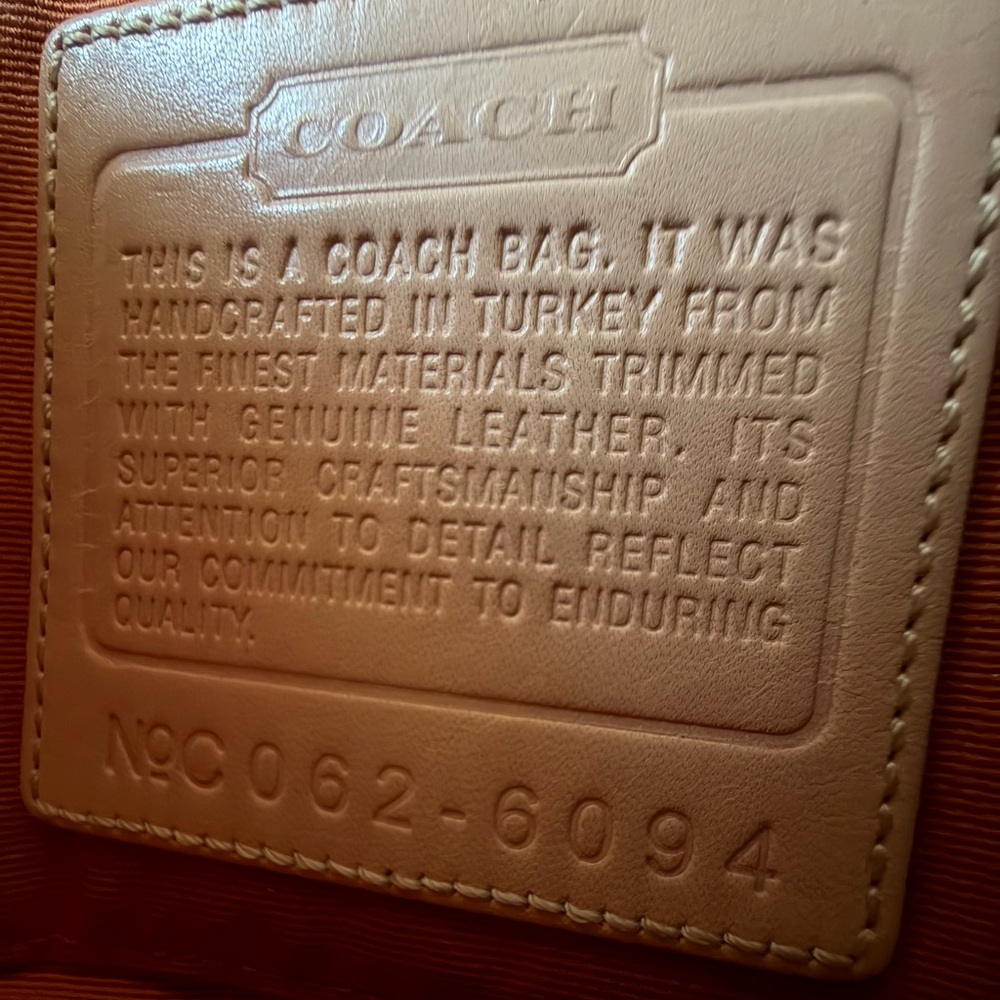 COACH
THIS IS A COACH BAG. IT WAS
HANDCRAFTED IN TURKEY FROM
THE FINEST MATERIALS TRIMMED
WITH GENUINE LEATHER. ITS
SUPERIOR CRAFTSMANSHIP AND
ATTENTION TO DETAIL REFLECT
OUR COMMITMENT TO ENDURING
QUALITY.
NºC062-6094